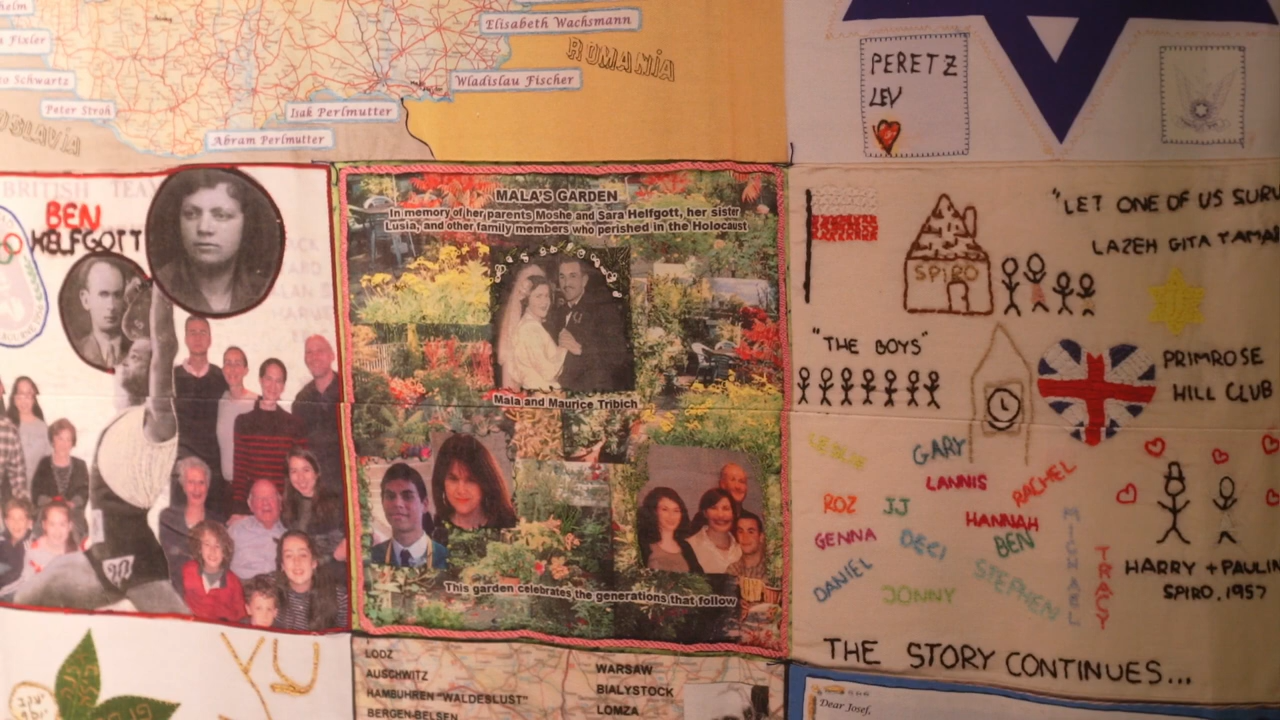 Elisabeth Wachsmann
ROMANIA
Fixler
Schwartz
Wladislau Fischer
Peter Stroh
Isak Perlmutter
Abram Perlmutter
PERETZ
LEV
BRITISH TEA
BEN
HELFGOTT
MALA'S GARDEN
In memory of her parents Moshe and Sara Helfgott, her sister
Lusia, and other family members who perished in the Holocaust
Mala and Maurice Tribich
This garden celebrates the generations that follow
"LET ONE OF US SURV
LAZEH GITA TAMA
SPIRO
"THE BOYS"
PRIMROSE
HILL CLUB
LESLIE
GARY
LANNIS
RACHEL
ROZ
JJ
HANNAH
GENNA
DECI
BEN
MICHAEL
DANIEL
JONNY
STEPHEN
TRACY
HARRY + PAULIN
SPIRO, 1957
THE STORY CONTINUES...
LODZ
AUSCHWITZ
HAMBUHREN "WALDESLUST"
BERGEN-BELSEN
WARSAW
BIALYSTOCK
LOMZA
Dear Josef,